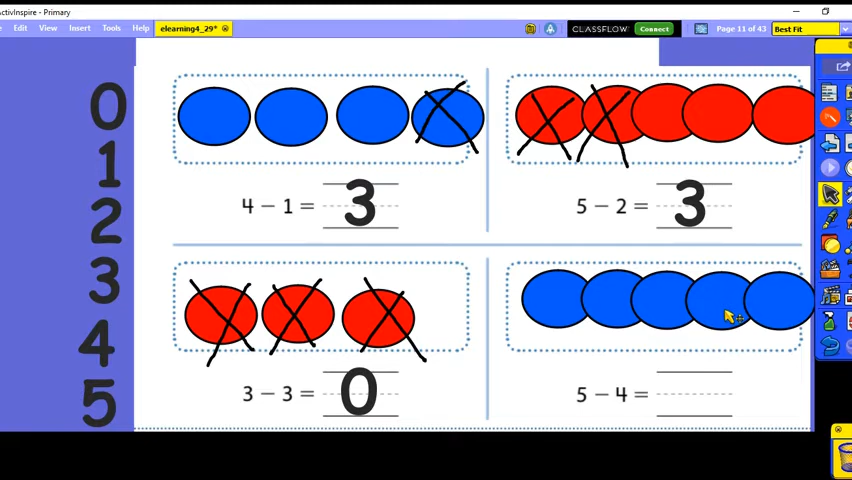 ActivInspire - Primary
Edit View Insert Tools Help elearning4_29* CLASSFLOW Connect Page 11 of 43 Best Fit
0
1
2
3
4
5
4 − 1 = 3
5 − 2 = 3
3 − 3 = 0
5 − 4 =